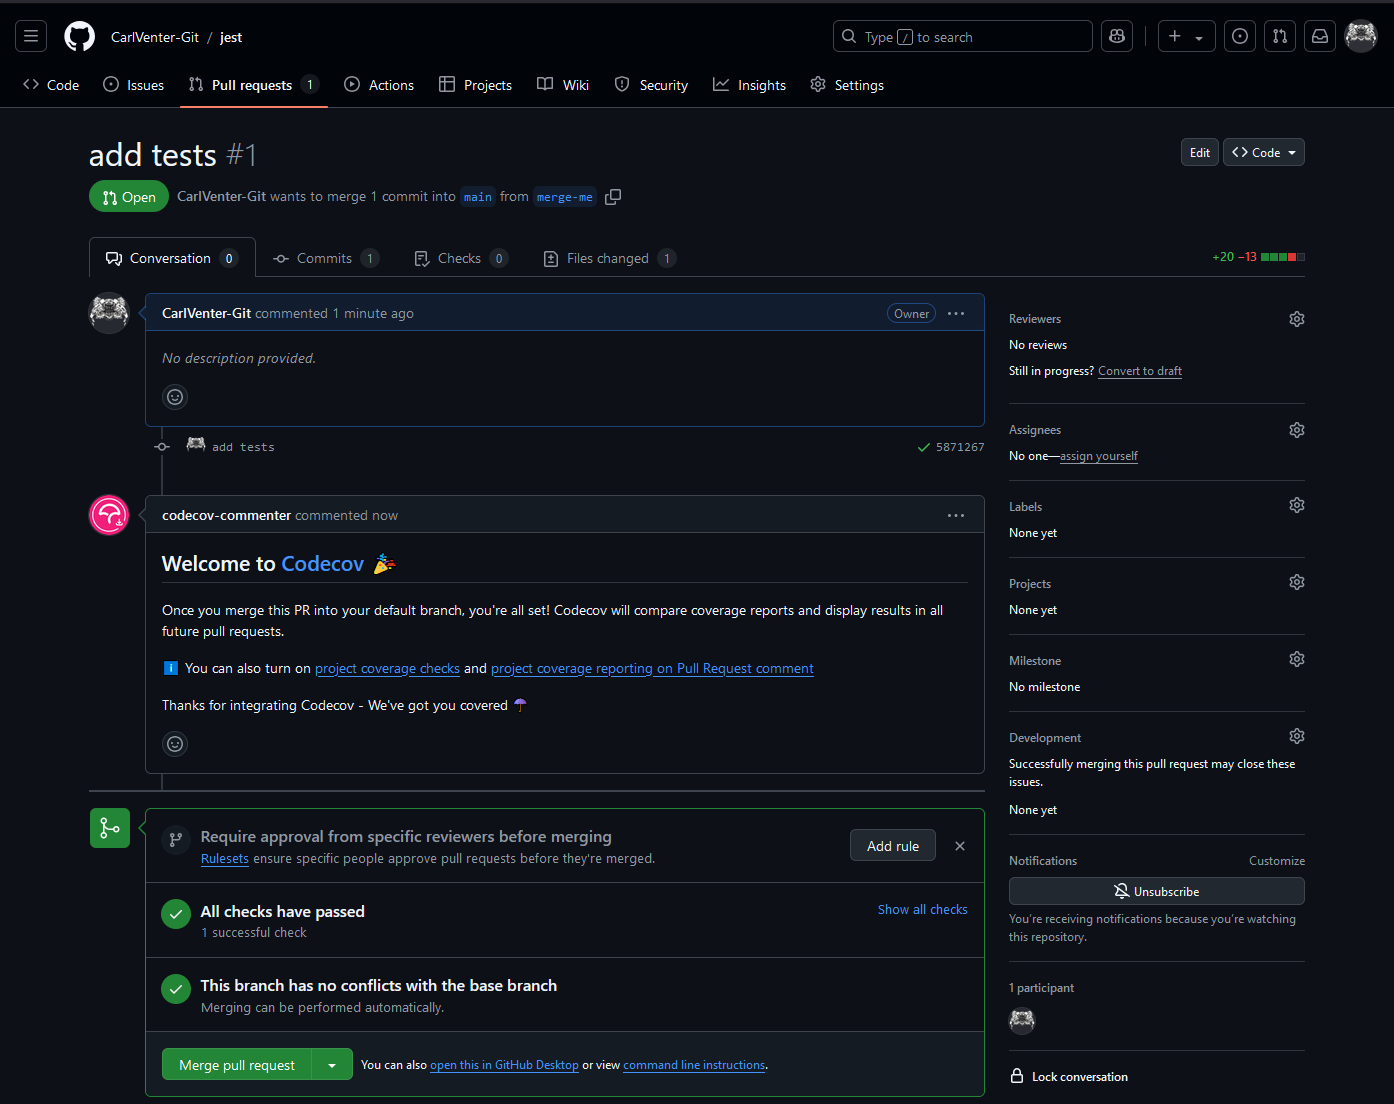 CarlVenter-Git / jest
Type / to search
Code
Issues
Pull requests 1
Actions
Projects
Wiki
Security
Insights
Settings
add tests #1
Edit
Code
Open
CarlVenter-Git wants to merge 1 commit into main from merge-me
Conversation 0
Commits 1
Checks 0
Files changed 1
+20 −13
CarlVenter-Git commented 1 minute ago
Owner
No description provided.
add tests
5871267
codecov-commenter commented now
Welcome to Codecov 🎉
Once you merge this PR into your default branch, you're all set! Codecov will compare coverage reports and display results in all
future pull requests.
ℹ️ You can also turn on project coverage checks and project coverage reporting on Pull Request comment
Thanks for integrating Codecov - We've got you covered ☂️
Require approval from specific reviewers before merging
Rulesets ensure specific people approve pull requests before they're merged.
Add rule
All checks have passed
1 successful check
Show all checks
This branch has no conflicts with the base branch
Merging can be performed automatically.
Merge pull request
You can also open this in GitHub Desktop or view command line instructions.
Reviewers
No reviews
Still in progress? Convert to draft
Assignees
No one—assign yourself
Labels
None yet
Projects
None yet
Milestone
No milestone
Development
Successfully merging this pull request may close these
issues.
None yet
Notifications
Customize
Unsubscribe
You're receiving notifications because you're watching
this repository.
1 participant
Lock conversation